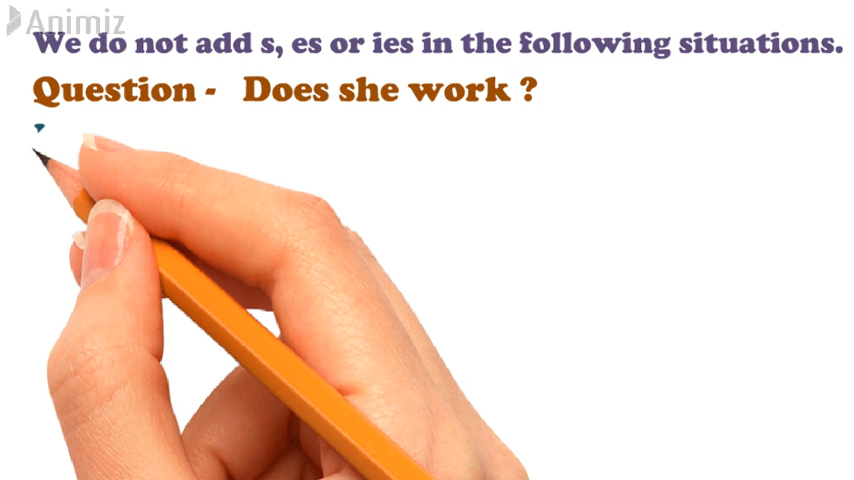 Animiz
We do not add s, es or ies in the following situations.
Question - Does she work ?